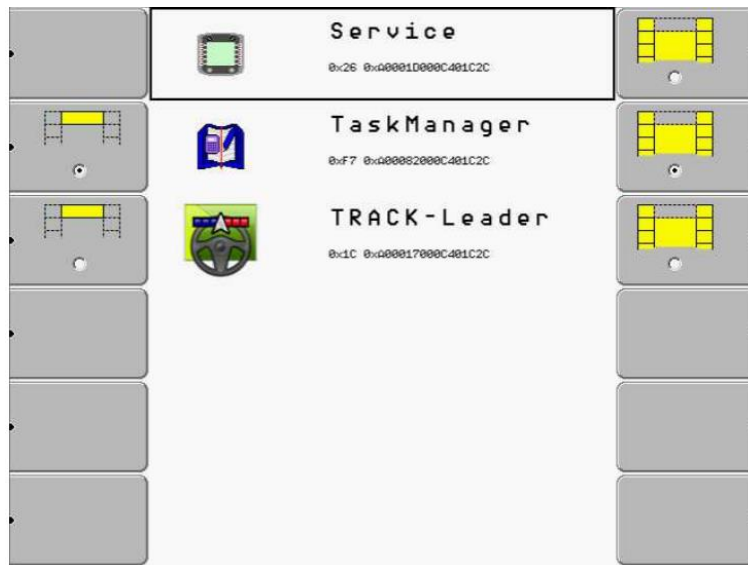 Service
0x26 0xA0001D000C401C2C
TaskManager
0xF7 0xA00082000C401C2C
TRACK-Leader
0x1C 0xA00017000C401C2C